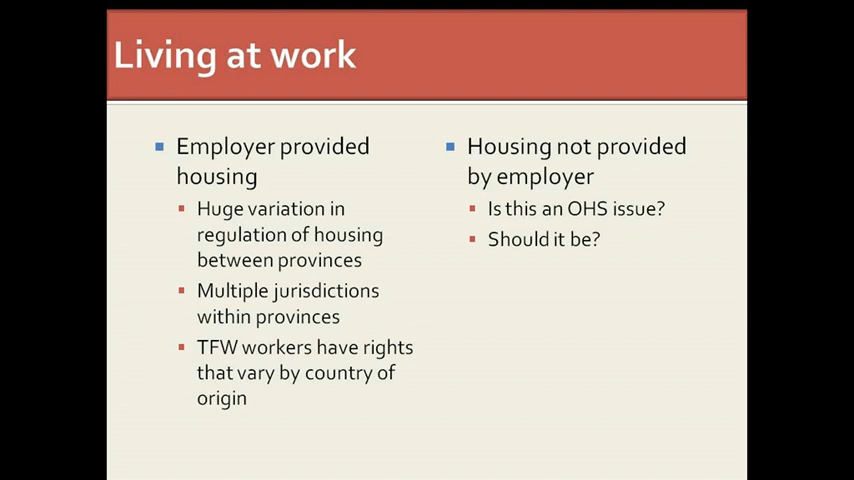 Living at work
Employer provided
housing
Huge variation in
regulation of housing
between provinces
Multiple jurisdictions
within provinces
TFW workers have rights
that vary by country of
origin
Housing not provided
by employer
Is this an OHS issue?
Should it be?